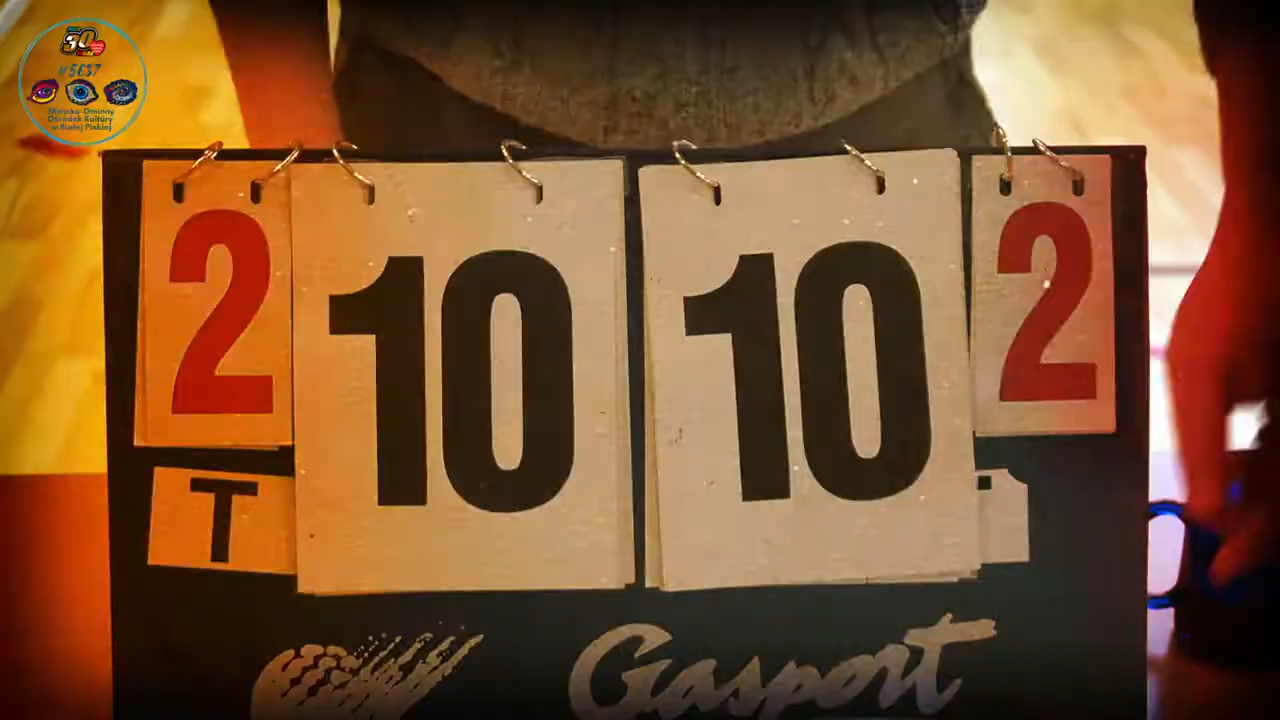 30
#5637
Miejsko-Gminny
Ośrodek Kultury
w Białej Piskiej
2 10 10 2
T
Gasport